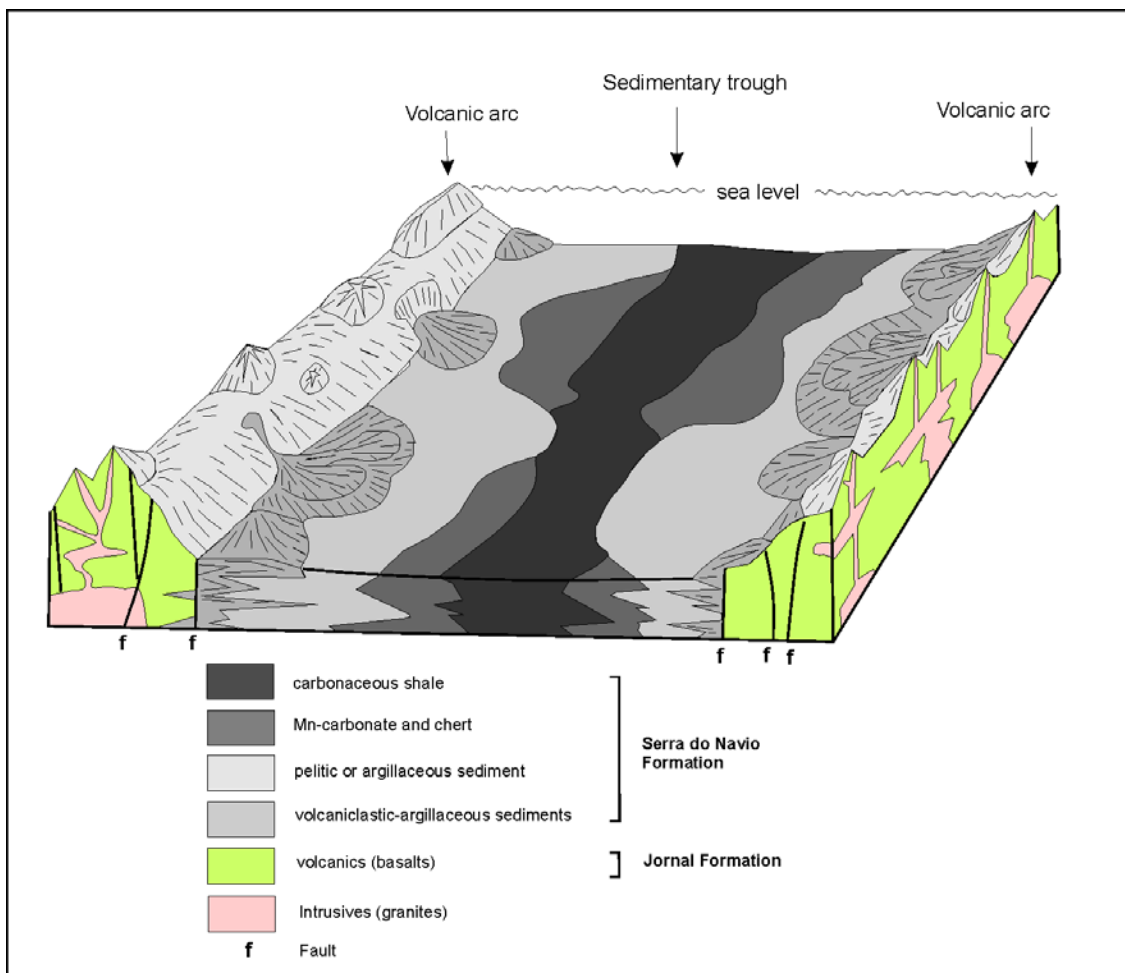 Sedimentary trough
Volcanic arc
Volcanic arc
sea level
f
f
f
f
f
carbonaceous shale
Mn-carbonate and chert
pelitic or argillaceous sediment
volcaniclastic-argillaceous sediments
Serra do Navio
Formation
volcanics (basalts)
Jornal Formation
Intrusives (granites)
f Fault